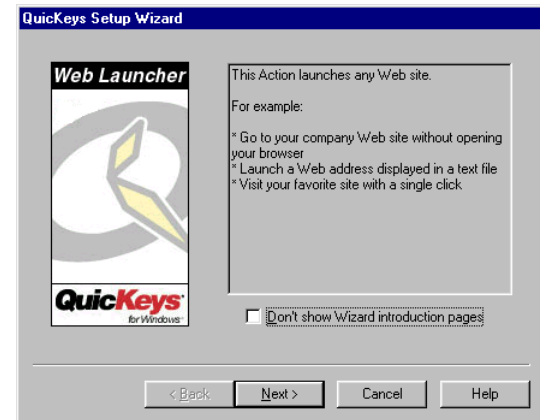 QuicKeys Setup Wizard
Web Launcher
This Action launches any Web site.
For example:
* Go to your company Web site without opening
your browser
* Launch a Web address displayed in a text file
* Visit your favorite site with a single click
QuicKeys
for Windows
Don't show Wizard introduction pages
< Back
Next >
Cancel
Help